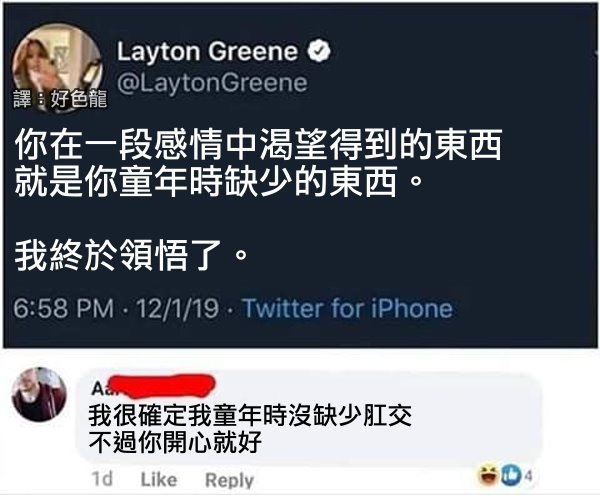 Layton Greene
@LaytonGreene
譯：好色龍
你在一段感情中渴望得到的東西
就是你童年時缺少的東西。
我終於領悟了。
6:58 PM · 12/1/19 · Twitter for iPhone
我很確定我童年時沒缺少肛交
不過你開心就好
1d Like Reply
4